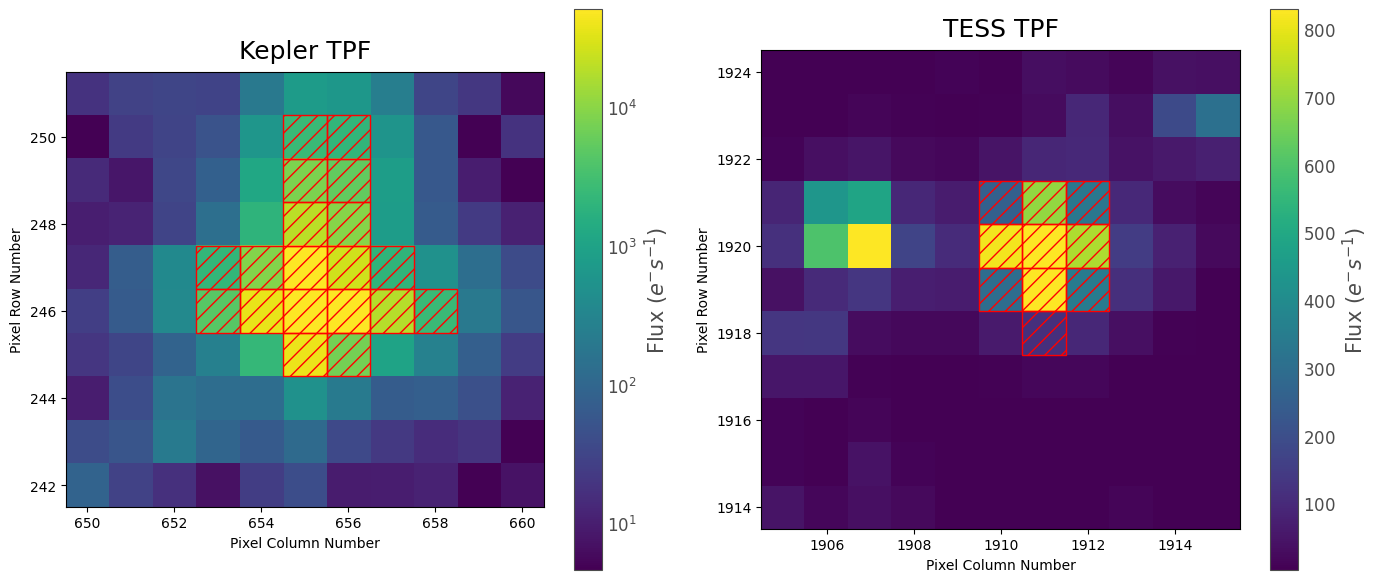 Kepler TPF
250
248
246
244
242
Pixel Row Number
650 652 654 656 658 660
Pixel Column Number
10^4
10^3
10^2
10^1
Flux (e^- s^{-1})
TESS TPF
1924
1922
1920
1918
1916
1914
Pixel Row Number
1906 1908 1910 1912 1914
Pixel Column Number
800
700
600
500
400
300
200
100
Flux (e^- s^{-1})